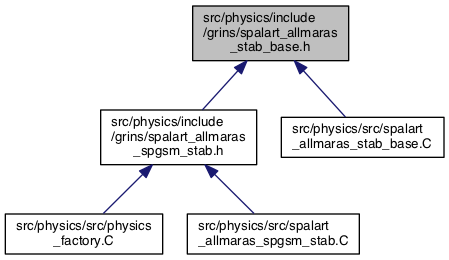 src/physics/include
/grins/spalart_allmaras
_stab_base.h
src/physics/include
/grins/spalart_allmaras
_spgsm_stab.h
src/physics/src/spalart
_allmaras_stab_base.C
src/physics/src/physics
_factory.C
src/physics/src/spalart
_allmaras_spgsm_stab.C